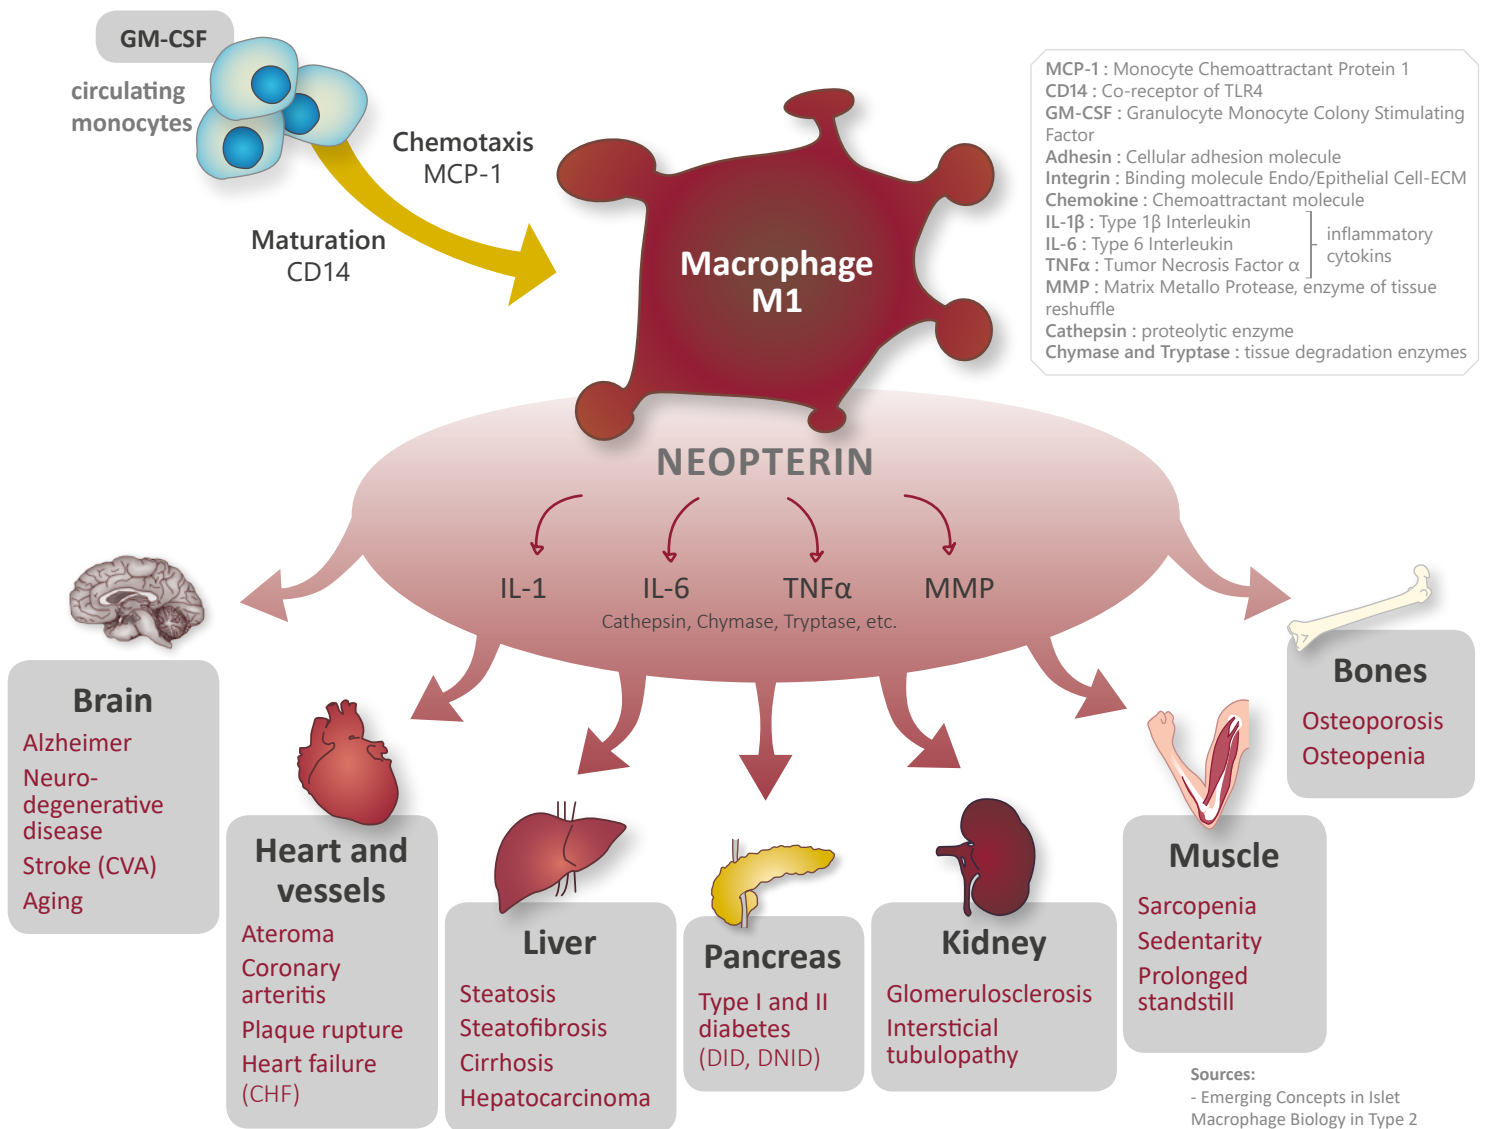 GM-CSF
circulating
monocytes
Chemotaxis
MCP-1
Maturation
CD14
Macrophage
M1
MCP-1 : Monocyte Chemoattractant Protein 1
CD14 : Co-receptor of TLR4
GM-CSF : Granulocyte Monocyte Colony Stimulating
Factor
Adhesin : Cellular adhesion molecule
Integrin : Binding molecule Endo/Epithelial Cell-ECM
Chemokine : Chemoattractant molecule
IL-1β : Type 1β Interleukin
IL-6 : Type 6 Interleukin
TNFα : Tumor Necrosis Factor α
inflammatory
cytokins
MMP : Matrix Metallo Protease, enzyme of tissue
reshuffle
Cathepsin : proteolytic enzyme
Chymase and Tryptase : tissue degradation enzymes
NEOPTERIN
IL-1 IL-6 TNFα MMP
Cathepsin, Chymase, Tryptase, etc.
Brain
Alzheimer
Neuro-
degenerative
disease
Stroke (CVA)
Aging
Heart and
vessels
Ateroma
Coronary
arteritis
Plaque rupture
Heart failure
(CHF)
Liver
Steatosis
Steatofibrosis
Cirrhosis
Hepatocarcinoma
Pancreas
Type I and II
diabetes
(DID, DNID)
Kidney
Glomerulosclerosis
Intersticial
tubulopathy
Muscle
Sarcopenia
Sedentarity
Prolonged
standstill
Bones
Osteoporosis
Osteopenia
Sources:
- Emerging Concepts in Islet
Macrophage Biology in Type 2